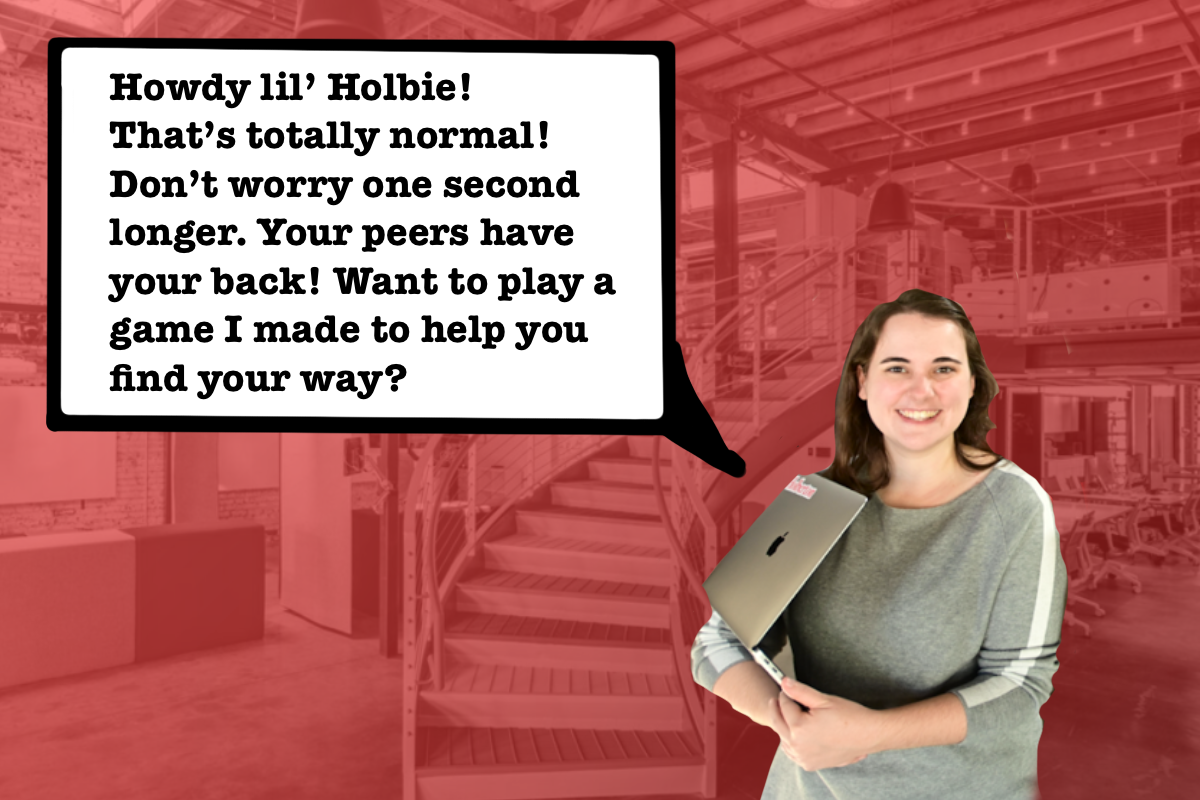 Howdy lil’ Holbie!
That’s totally normal!
Don’t worry one second
longer. Your peers have
your back! Want to play a
game I made to help you
find your way?